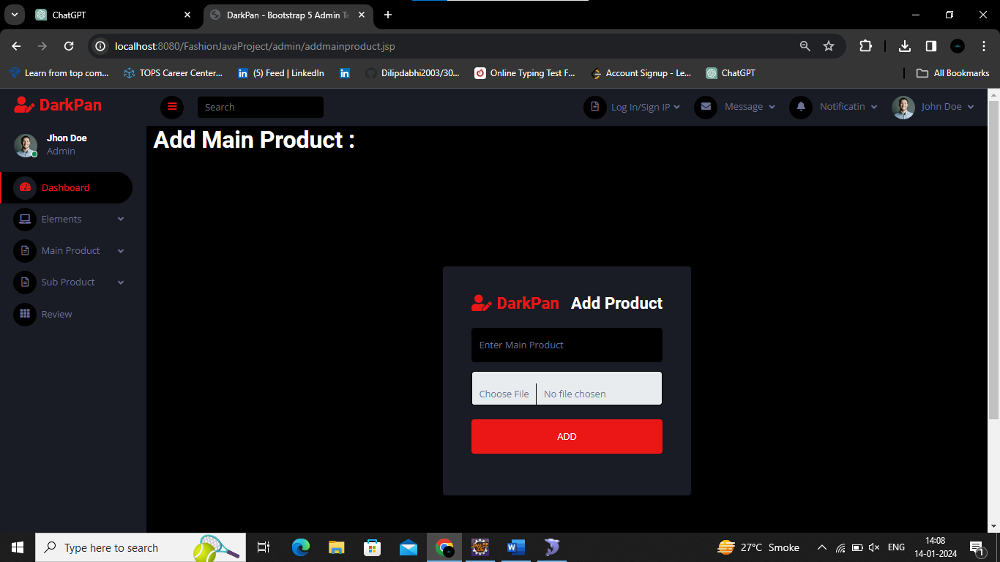 ChatGPT
DarkPan - Bootstrap 5 Admin Te
localhost:8080/FashionJavaProject/admin/addmainproduct.jsp
Learn from top com...
TOPS Career Center...
(5) Feed | LinkedIn
Dilipdabhi2003/30...
Online Typing Test F...
Account Signup - Le...
ChatGPT
All Bookmarks
DarkPan
Search
Log In/Sign IP
Message
Notificatin
John Doe
Jhon Doe
Admin
Dashboard
Elements
Main Product
Sub Product
Review
Add Main Product :
DarkPan Add Product
Enter Main Product
Choose File No file chosen
ADD
Type here to search
27°C Smoke
ENG
14:08
14-01-2024
1